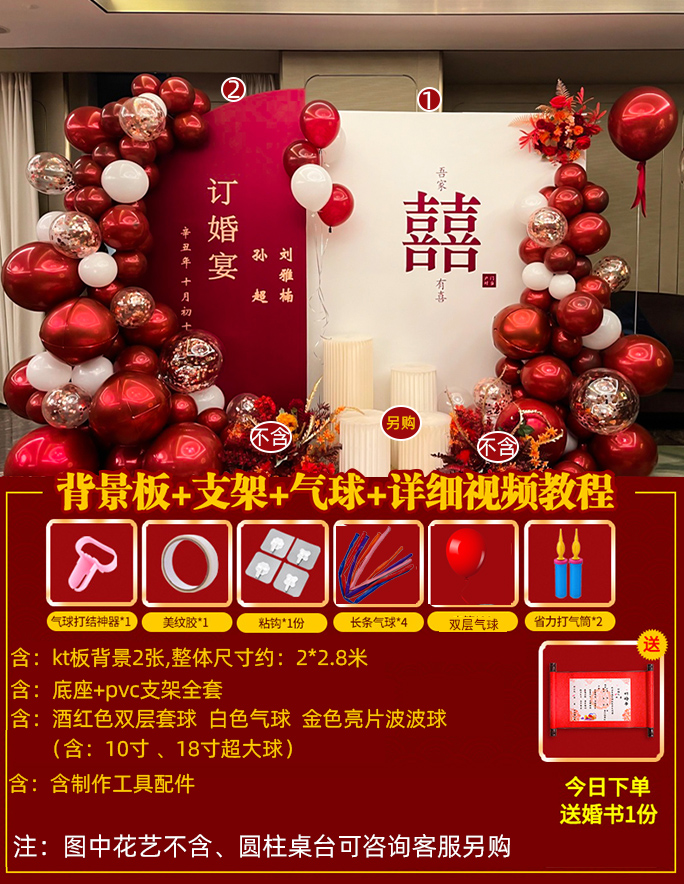 ②
①
吾家
囍
有喜
订婚宴
刘雅楠
孙超
辛丑年 十月初十
不含
另购
不含
背景板+支架+气球+详细视频教程
气球打结神器*1
美纹胶*1
粘钩*1份
长条气球*4
双层气球
省力打气筒*2
含：kt板背景2张,整体尺寸约：2*2.8米
含：底座+pvc支架全套
含：酒红色双层套球 白色气球 金色亮片波波球
（含：10寸 、18寸超大球）
含：含制作工具配件
送
今日下单
送婚书1份
注：图中花艺不含、圆柱桌台可咨询客服另购